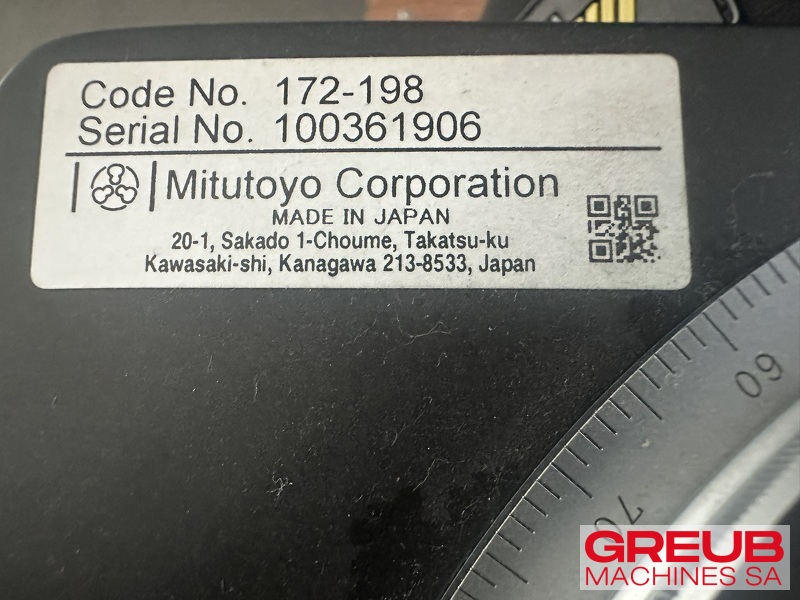 Code No. 172-198
Serial No. 100361906
Mitutoyo Corporation
MADE IN JAPAN
20-1, Sakado 1-Choume, Takatsu-ku
Kawasaki-shi, Kanagawa 213-8533, Japan
60
70
GREUB
MACHINES SA